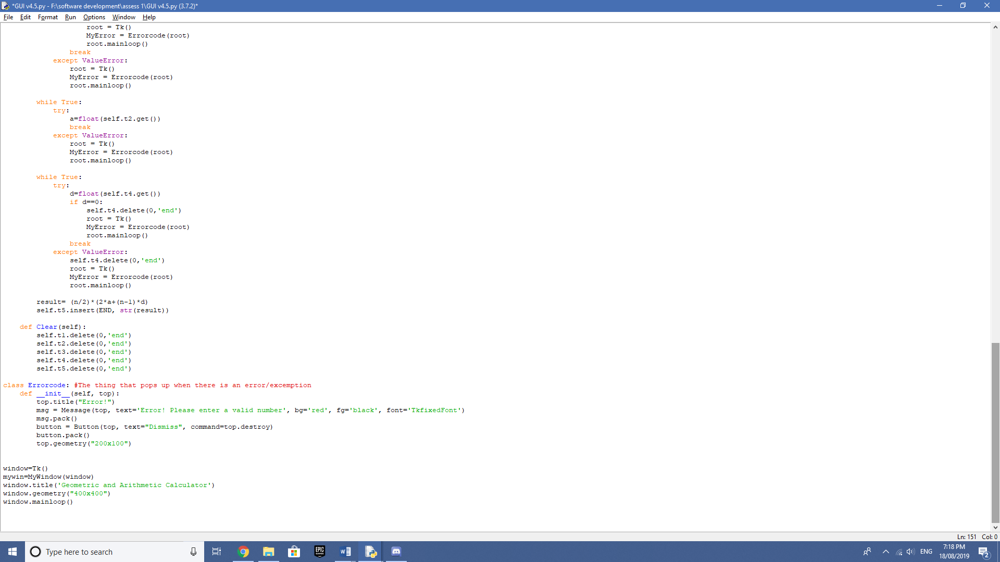 *GUI v4.5.py - F:\software development\assess 1\GUI v4.5.py (3.7.2)*
File Edit Format Run Options Window Help
                    root = Tk()
                    MyError = Errorcode(root)
                    root.mainloop()
                break
            except ValueError:
                root = Tk()
                MyError = Errorcode(root)
                root.mainloop()

        while True:
            try:
                a=float(self.t2.get())
                break
            except ValueError:
                root = Tk()
                MyError = Errorcode(root)
                root.mainloop()

        while True:
            try:
                d=float(self.t4.get())
                if d==0:
                    self.t4.delete(0,'end')
                    root = Tk()
                    MyError = Errorcode(root)
                    root.mainloop()
                break
            except ValueError:
                self.t4.delete(0,'end')
                root = Tk()
                MyError = Errorcode(root)
                root.mainloop()

        result= (n/2)*(2*a+(n-1)*d)
        self.t5.insert(END, str(result))

    def Clear(self):
        self.t1.delete(0,'end')
        self.t2.delete(0,'end')
        self.t3.delete(0,'end')
        self.t4.delete(0,'end')
        self.t5.delete(0,'end')

class Errorcode: #The thing that pops up when there is an error/excemption
    def __init__(self, top):
        top.title("Error!")
        msg = Message(top, text='Error! Please enter a valid number', bg='red', fg='black', font='TkfixedFont')
        msg.pack()
        button = Button(top, text="Dismiss", command=top.destroy)
        button.pack()
        top.geometry("200x100")

window=Tk()
mywin=MyWindow(window)
window.title('Geometric and Arithmetic Calculator')
window.geometry("400x400")
window.mainloop()
Ln: 151 Col: 0
Type here to search
EPIC GAMES
W
ENG
7:18 PM
18/08/2019
2